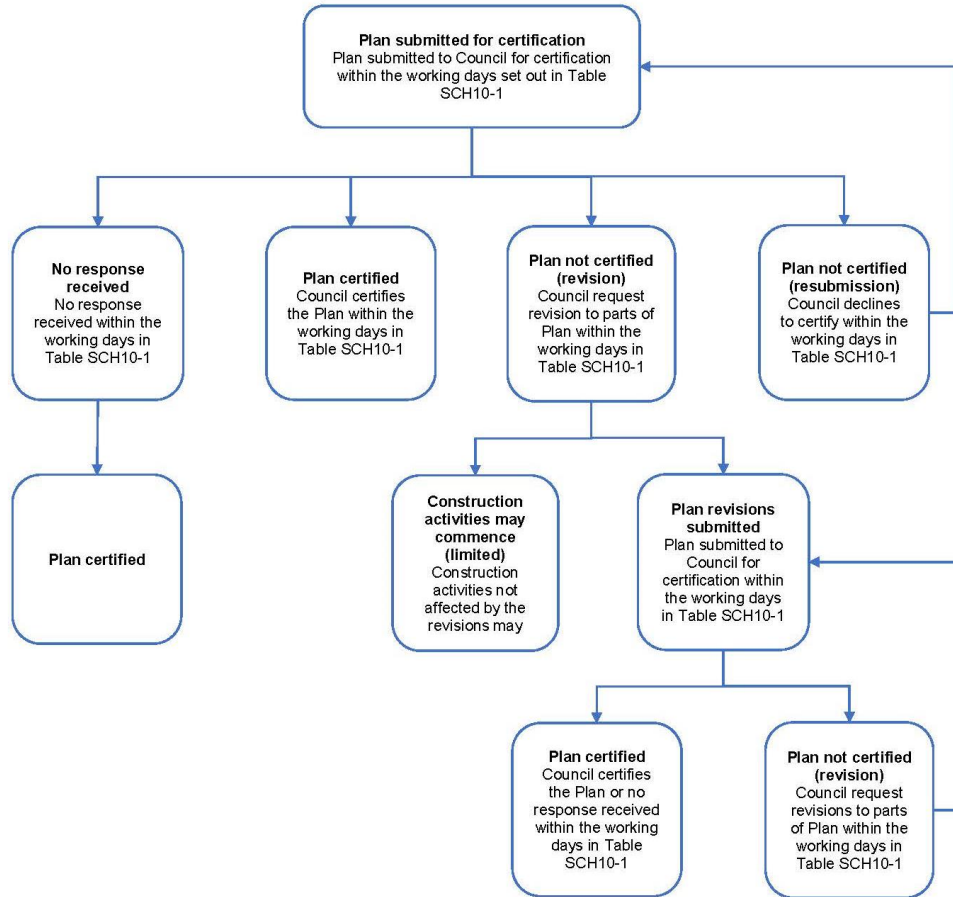 Plan submitted for certification
Plan submitted to Council for certification
within the working days set out in Table
SCH10-1
No response
received
No response
received within the
working days in
Table SCH10-1
Plan certified
Council certifies
the Plan within the
working days in
Table SCH10-1
Plan not certified
(revision)
Council request
revision to parts of
Plan within the
working days in
Table SCH10-1
Plan not certified
(resubmission)
Council declines
to certify within the
working days in
Table SCH10-1
Plan certified
Construction
activities may
commence
(limited)
Construction
activities not
affected by the
revisions may
Plan revisions
submitted
Plan submitted to
Council for
certification within
the working days
in Table SCH10-1
Plan certified
Council certifies
the Plan or no
response received
within the working
days in Table
SCH10-1
Plan not certified
(revision)
Council request
revisions to parts
of Plan within the
working days in
Table SCH10-1